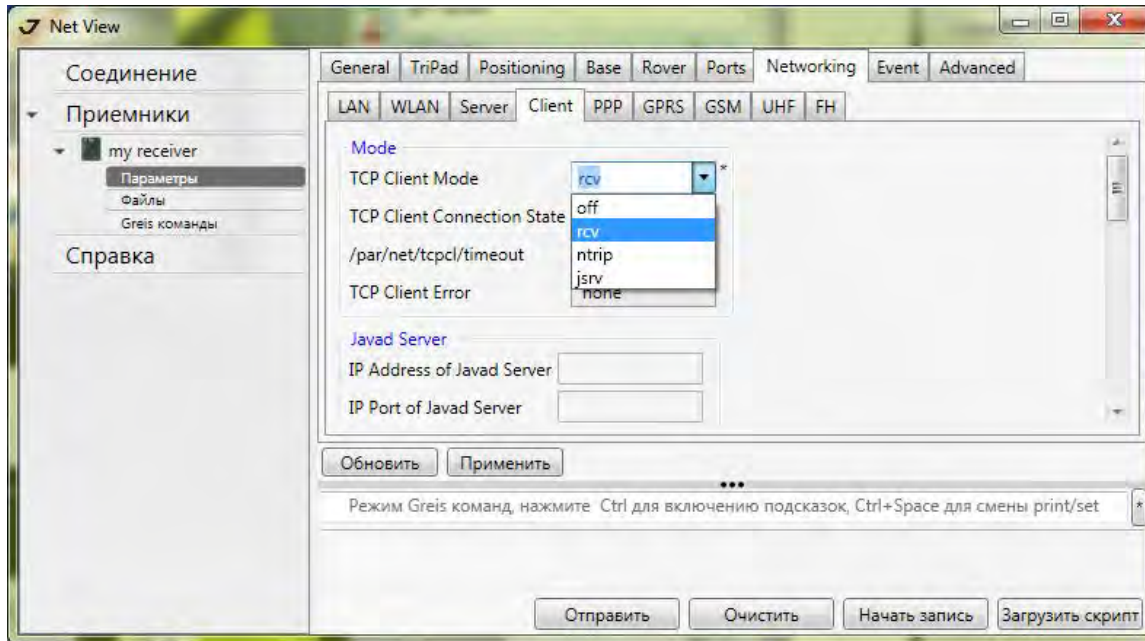 Net View
Соединение
Приемники
my receiver
Параметры
Файлы
Greis команды
Справка
General TriPad Positioning Base Rover Ports Networking Event Advanced
LAN WLAN Server Client PPP GPRS GSM UHF FH
Mode
TCP Client Mode rcv *
off
TCP Client Connection State
rcv
/par/net/tcpcl/timeout ntrip
jsrv
TCP Client Error none
Javad Server
IP Address of Javad Server
IP Port of Javad Server
Обновить Применить
Режим Greis команд, нажмите Ctrl для включению подсказок, Ctrl+Space для смены print/set *
Отправить Очистить Начать запись Загрузить скрипт